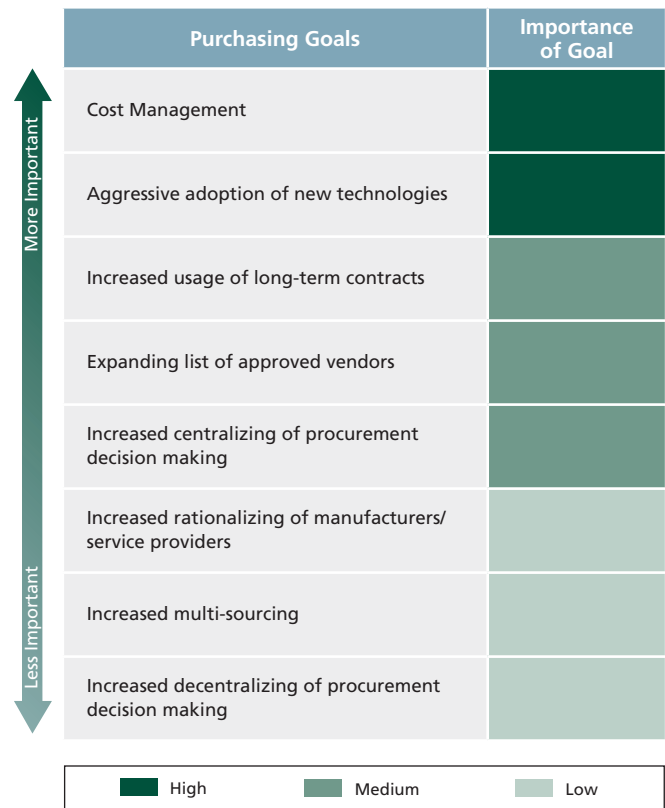 Purchasing Goals
Importance
of Goal
More Important
Less Important
Cost Management
Aggressive adoption of new technologies
Increased usage of long-term contracts
Expanding list of approved vendors
Increased centralizing of procurement
decision making
Increased rationalizing of manufacturers/
service providers
Increased multi-sourcing
Increased decentralizing of procurement
decision making
High
Medium
Low